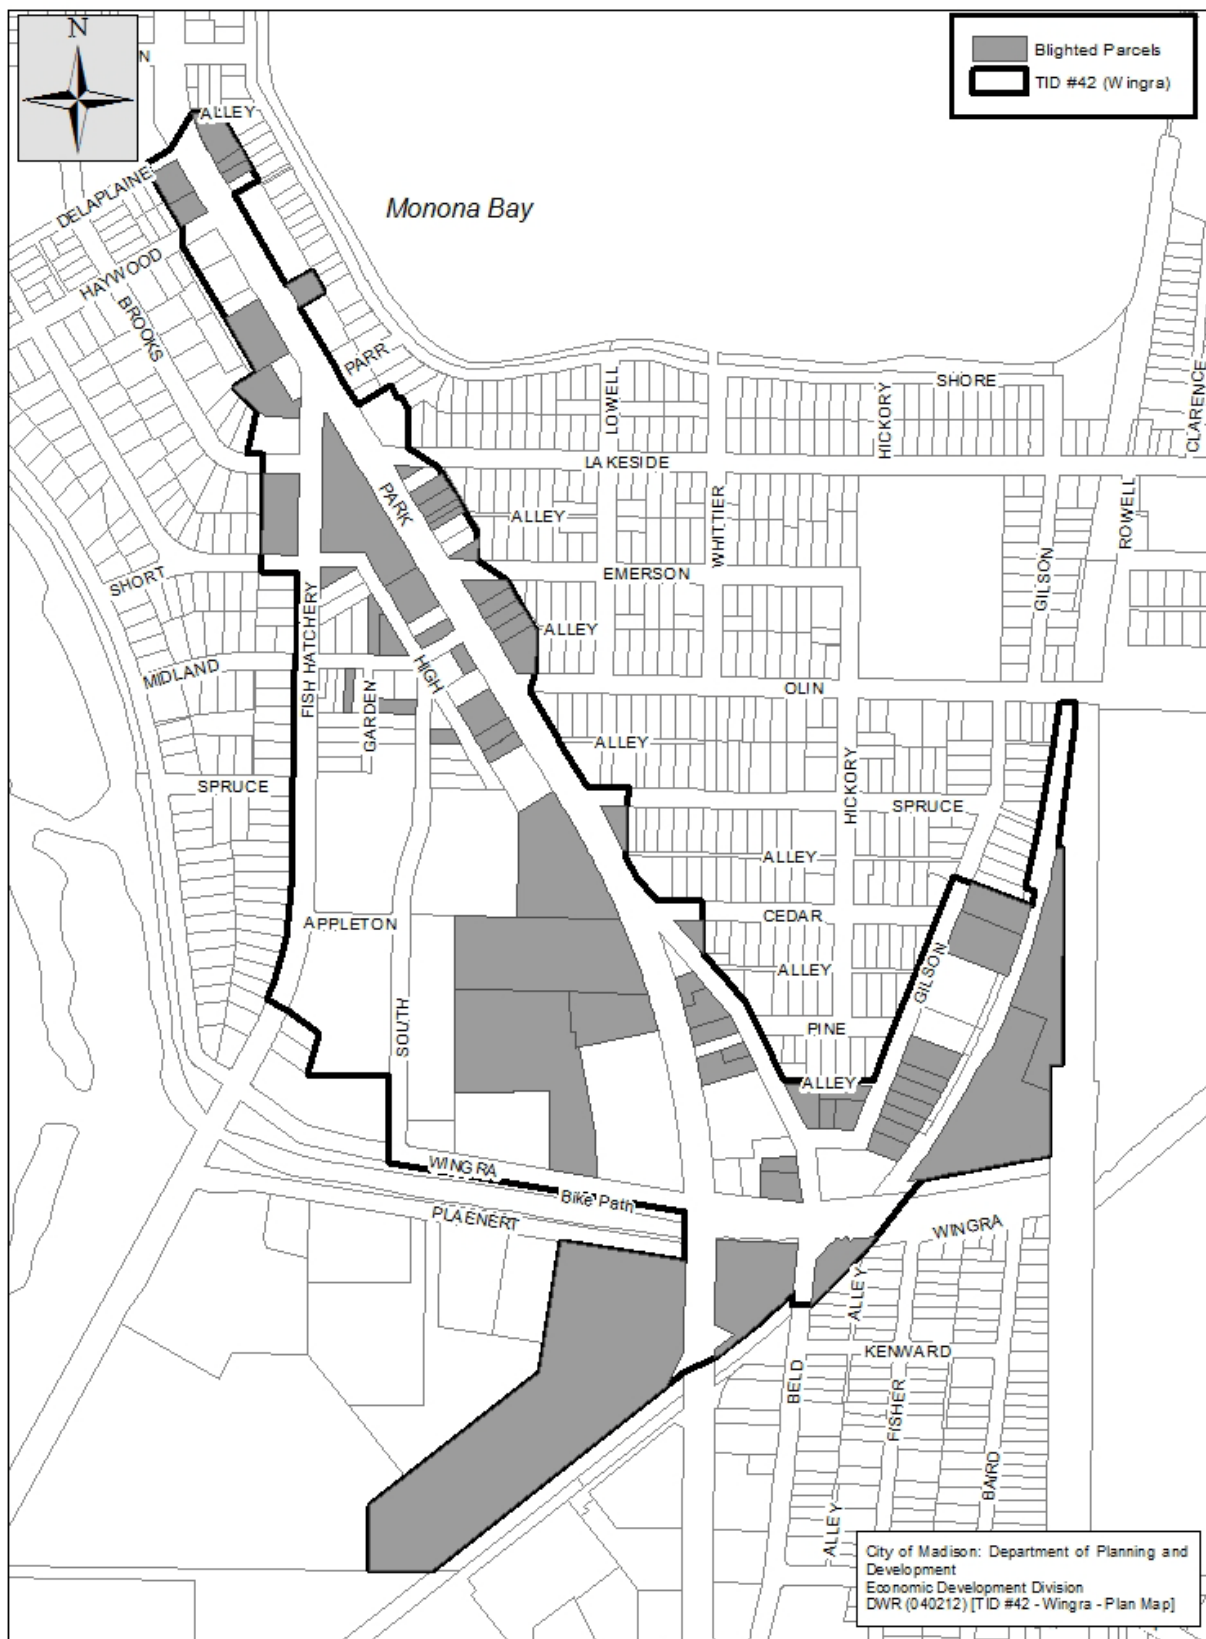 N
N
Blighted Parcels
TID #42 (Wingra)
ALLEY
DELAPLAINE
Monona Bay
HAYWOOD
BROOKS
PARR
SHORE
LOWELL
HICKORY
CLARENCE
LAKESIDE
PARK
ALLEY
WHITTIER
ROWELL
EMERSON
GILSON
SHORT
FISH HATCHERY
ALLEY
MIDLAND
HIGH
GARDEN
OLIN
ALLEY
HICKORY
SPRUCE
SPRUCE
ALLEY
APPLETON
CEDAR
ALLEY
GILSON
SOUTH
PINE
ALLEY
WINGRA
Bike Path
PLAENERT
WINGRA
ALLEY
KENWARD
BELD
FISHER
BAIRD
ALLEY
City of Madison: Department of Planning and
Development
Economic Development Division
DWR (040212) [TID #42 - Wingra - Plan Map]